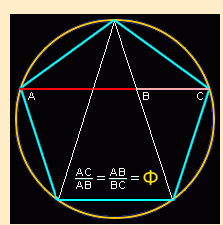 A B C
AC/AB = AB/BC = Φ